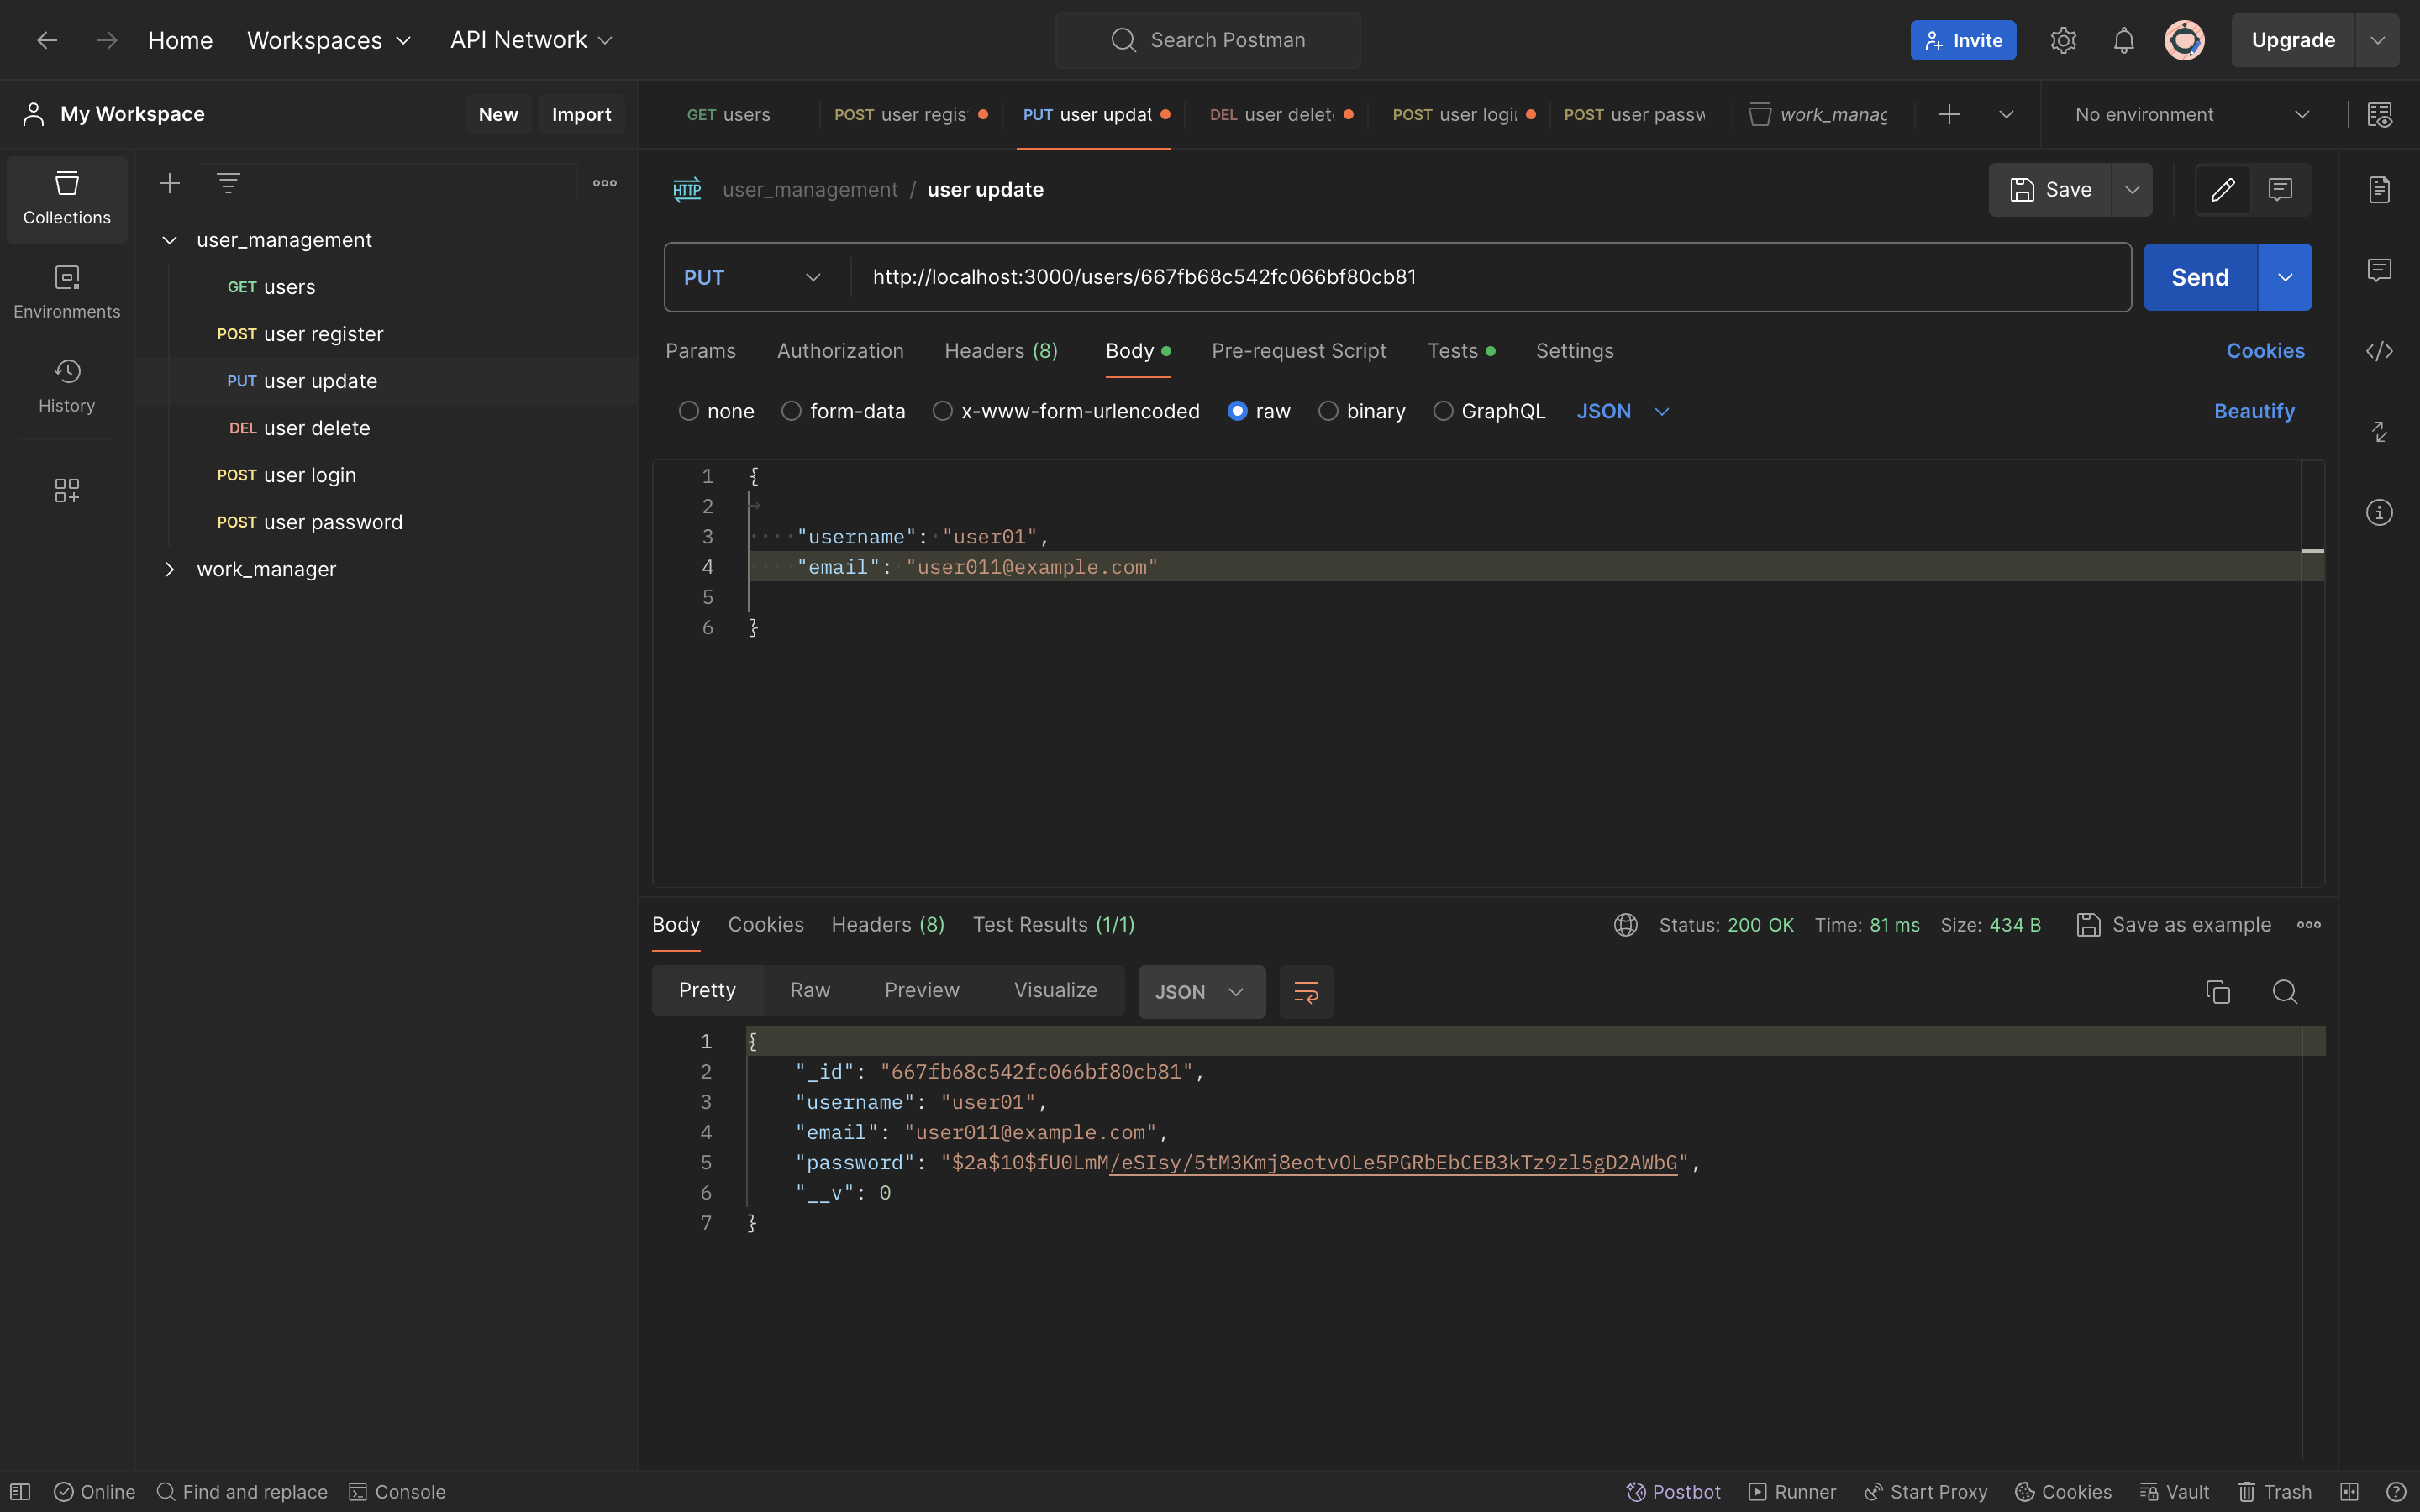 Home Workspaces API Network Search Postman Invite Upgrade
My Workspace New Import GET users POST user regis PUT user updat DEL user delet POST user logi POST user passw work_manag No environment
Collections
Environments
History
user_management
GET users
POST user register
PUT user update
DEL user delete
POST user login
POST user password
work_manager
HTTP user_management / user update Save
PUT http://localhost:3000/users/667fb68c542fc066bf80cb81 Send
Params Authorization Headers (8) Body Pre-request Script Tests Settings Cookies
none form-data x-www-form-urlencoded raw binary GraphQL JSON Beautify
1 {
2
3 "username": "user01",
4 "email": "user011@example.com"
5
6 }
Body Cookies Headers (8) Test Results (1/1) Status: 200 OK Time: 81 ms Size: 434 B Save as example
Pretty Raw Preview Visualize JSON
1 {
2 "_id": "667fb68c542fc066bf80cb81",
3 "username": "user01",
4 "email": "user011@example.com",
5 "password": "$2a$10$fU0LmM/eSIsy/5tM3Kmj8eotvOLe5PGRbEbCEB3kTz9zl5gD2AWbG",
6 "__v": 0
7 }
Online Find and replace Console Postbot Runner Start Proxy Cookies Vault Trash